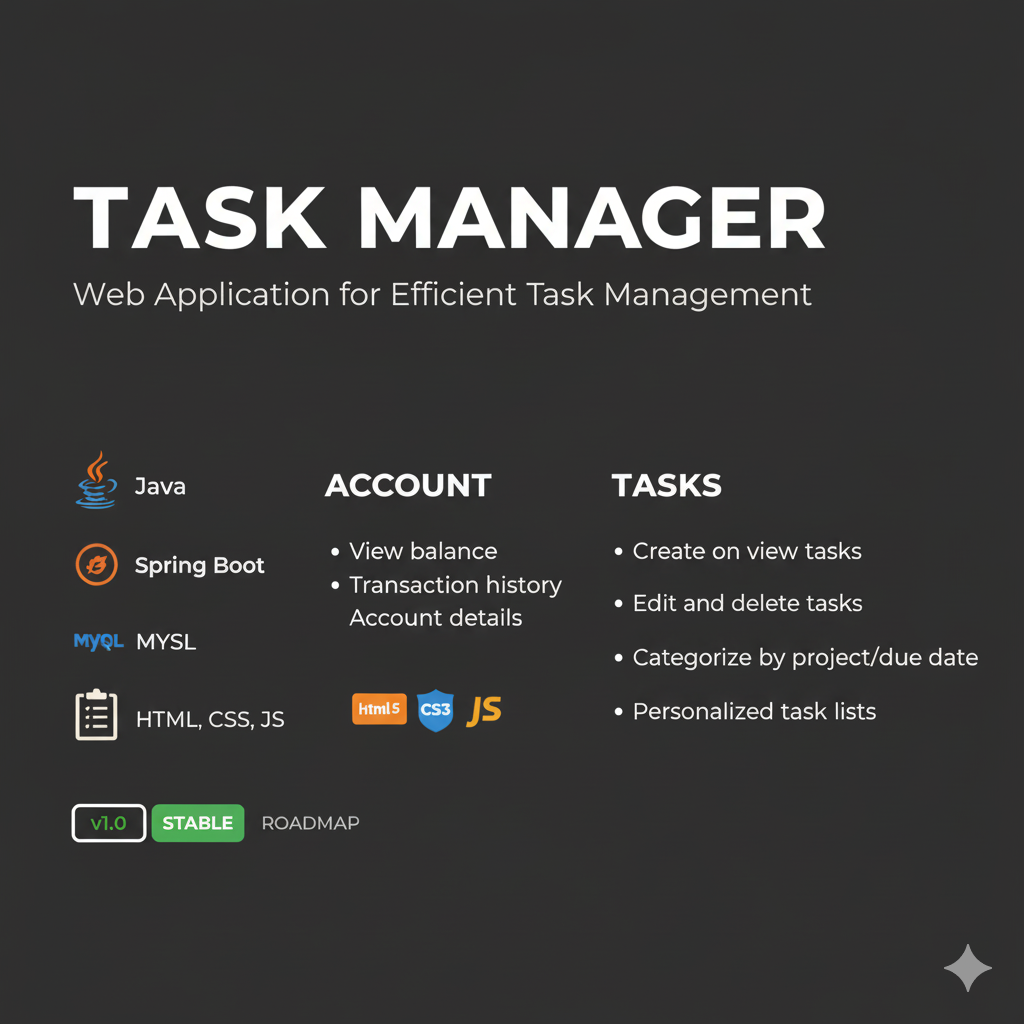 TASK MANAGER
Web Application for Efficient Task Management
Java
Spring Boot
MyQL MYSL
HTML, CSS, JS
ACCOUNT
• View balance
• Transaction history
Account details
html5 CS3 JS
TASKS
• Create on view tasks
• Edit and delete tasks
• Categorize by project/due date
• Personalized task lists
v1.0 STABLE ROADMAP